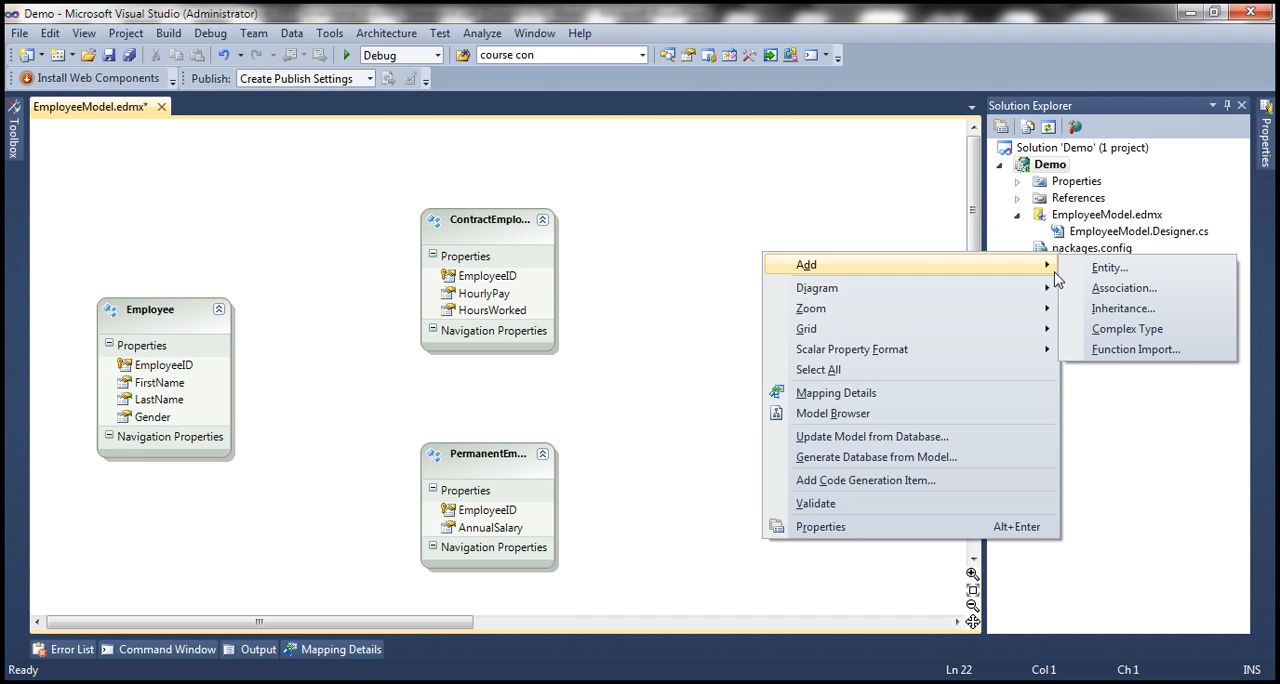 Demo - Microsoft Visual Studio (Administrator)
File Edit View Project Build Debug Team Data Tools Architecture Test Analyze Window Help
Debug course con
Install Web Components Publish: Create Publish Settings
EmployeeModel.edmx*
Toolbox
Employee
Properties
EmployeeID
FirstName
LastName
Gender
Navigation Properties
ContractEmplo...
Properties
EmployeeID
HourlyPay
HoursWorked
Navigation Properties
PermanentEm...
Properties
EmployeeID
AnnualSalary
Navigation Properties
Add
Diagram
Zoom
Grid
Scalar Property Format
Select All
Mapping Details
Model Browser
Update Model from Database...
Generate Database from Model...
Add Code Generation Item...
Validate
Properties Alt+Enter
Entity...
Association...
Inheritance...
Complex Type
Function Import...
Solution Explorer
Solution 'Demo' (1 project)
Demo
Properties
References
EmployeeModel.edmx
EmployeeModel.Designer.cs
packages.config
Properties
Error List Command Window Output Mapping Details
Ready Ln 22 Col 1 Ch 1 INS